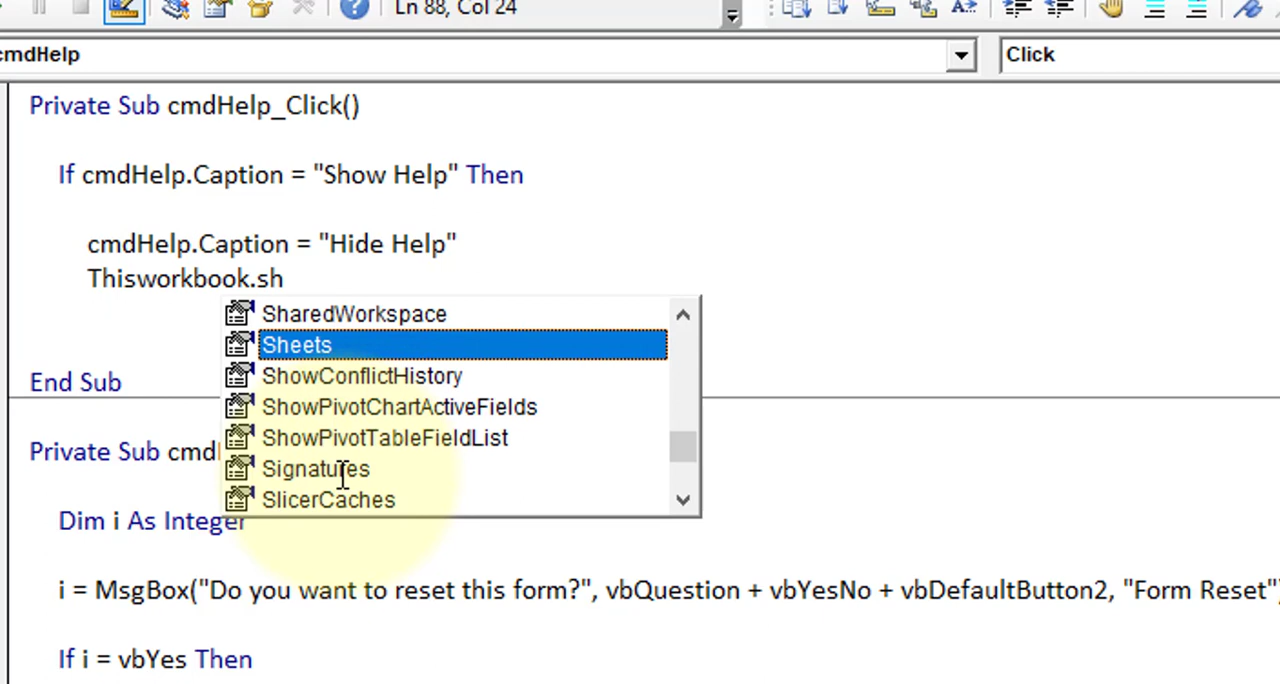 Ln 88, Col 24
cmdHelp
Click
Private Sub cmdHelp_Click()
If cmdHelp.Caption = "Show Help" Then
cmdHelp.Caption = "Hide Help"
Thisworkbook.sh
SharedWorkspace
Sheets
ShowConflictHistory
ShowPivotChartActiveFields
ShowPivotTableFieldList
Signatures
SlicerCaches
End Sub
Private Sub cmd
Dim i As Integer
i = MsgBox("Do you want to reset this form?", vbQuestion + vbYesNo + vbDefaultButton2, "Form Reset")
If i = vbYes Then